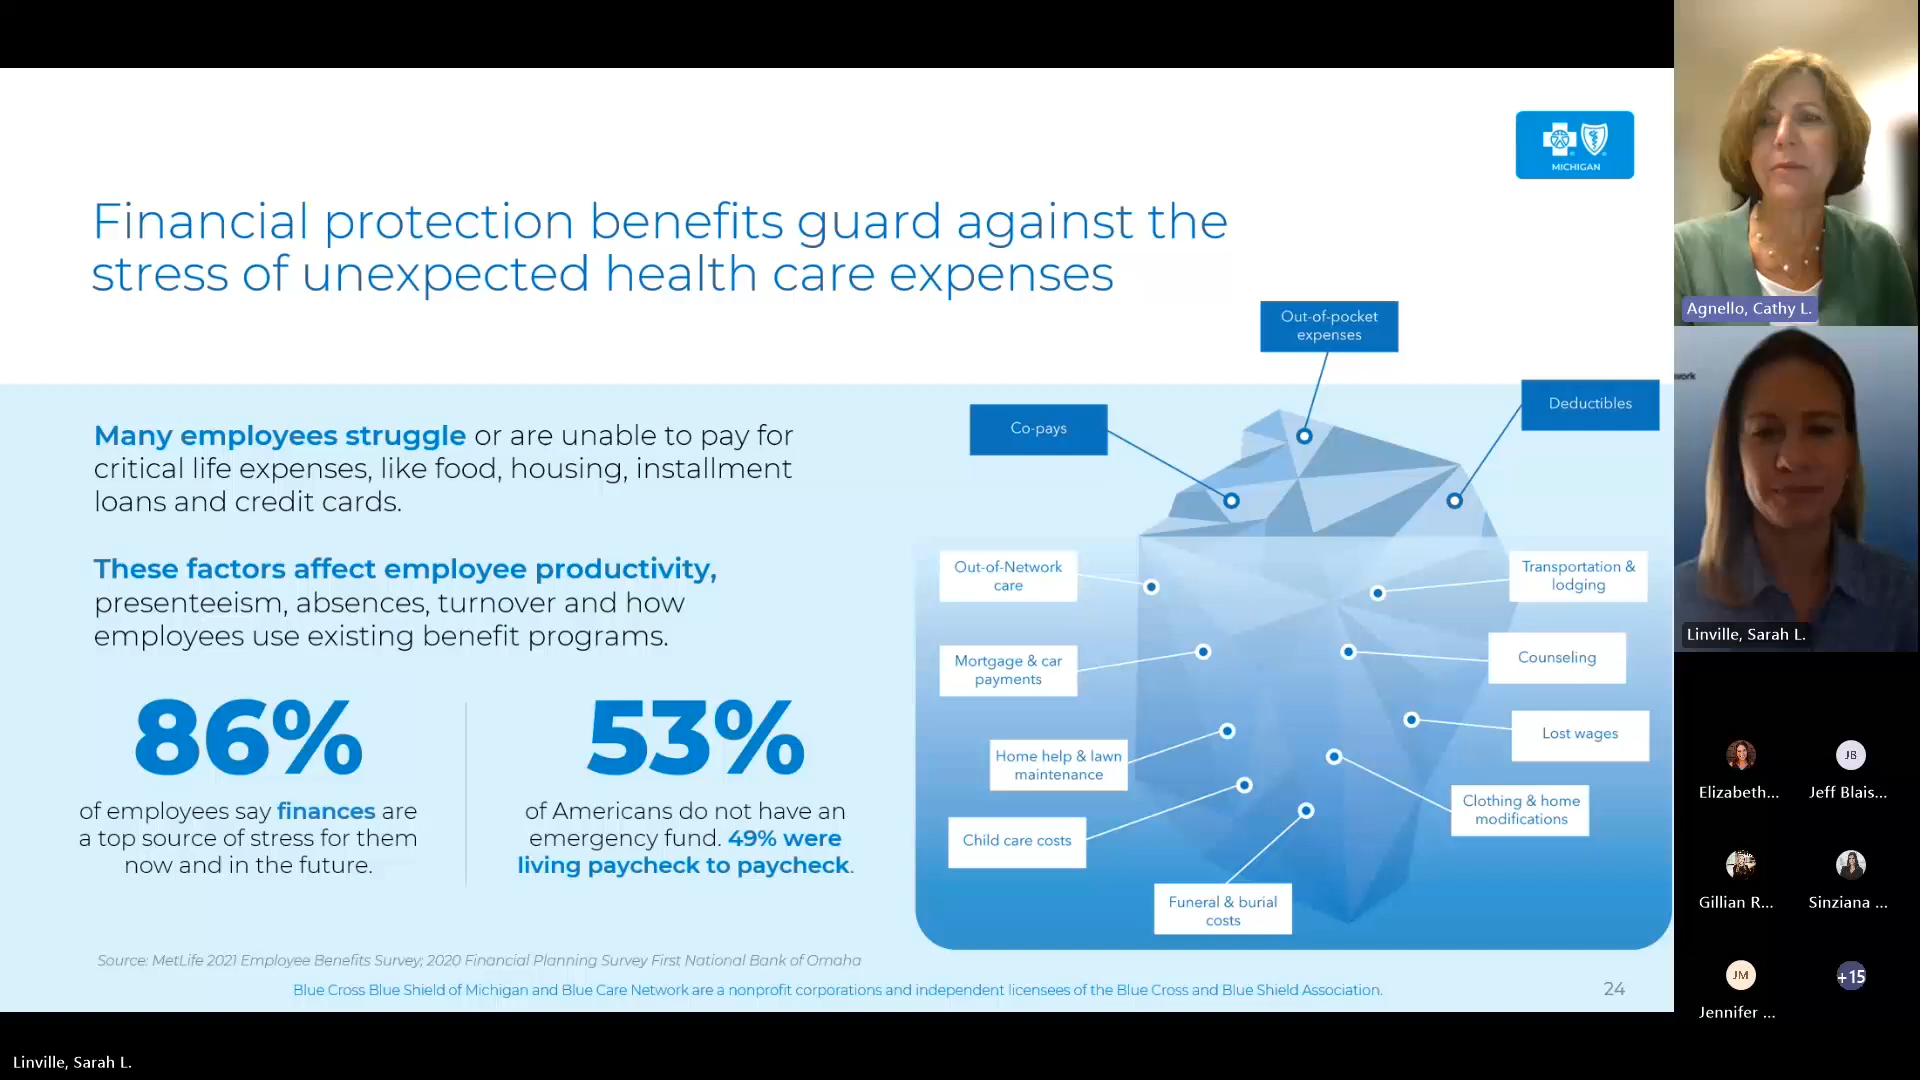 MICHIGAN
Financial protection benefits guard against the
stress of unexpected health care expenses
Many employees struggle or are unable to pay for
critical life expenses, like food, housing, installment
loans and credit cards.
These factors affect employee productivity,
presenteeism, absences, turnover and how
employees use existing benefit programs.
86%
of employees say finances are
a top source of stress for them
now and in the future.
53%
of Americans do not have an
emergency fund. 49% were
living paycheck to paycheck.
Out-of-pocket
expenses
Co-pays
Deductibles
Out-of-Network
care
Transportation &
lodging
Mortgage & car
payments
Counseling
Home help & lawn
maintenance
Lost wages
Child care costs
Clothing & home
modifications
Funeral & burial
costs
Source: MetLife 2021 Employee Benefits Survey; 2020 Financial Planning Survey First National Bank of Omaha
Blue Cross Blue Shield of Michigan and Blue Care Network are a nonprofit corporations and independent licensees of the Blue Cross and Blue Shield Association.
24
Agnello, Cathy L.
Linville, Sarah L.
Elizabeth...
JB
Jeff Blais...
Gillian R...
Sinziana ...
JM
Jennifer ...
+15
Linville, Sarah L.